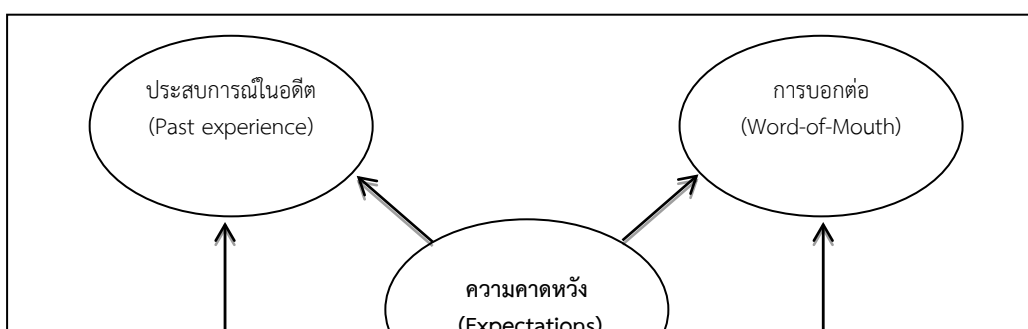 ประสบการณ์ในอดีต
(Past experience)
การบอกต่อ
(Word-of-Mouth)
ความคาดหวัง
(Expectations)